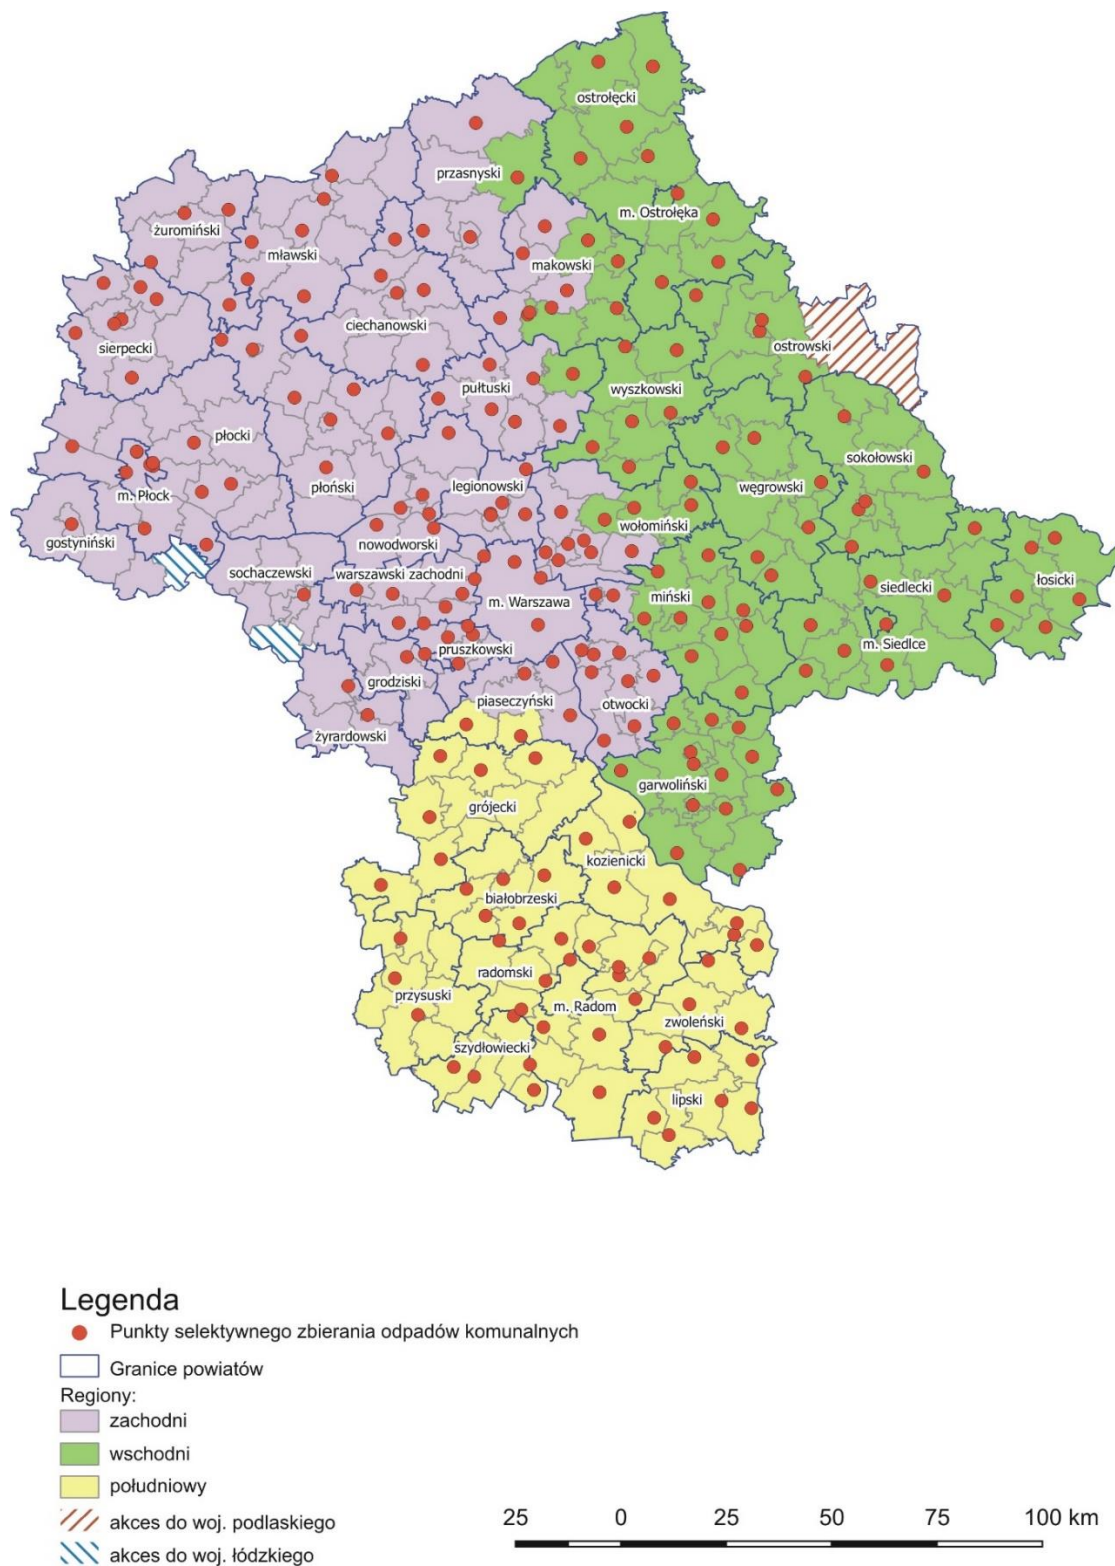 ostrołęcki
przasnyski
m. Ostrołęka
żuromiński
mławski
makowski
ciechanowski
ostrowski
sierpecki
pułtuski
wyszkowski
płocki
sokołowski
płoński
legionowski
węgrowski
m. Płock
wołomiński
gostyniński
nowodworski
sochaczewski
warszawski zachodni
siedlecki
łosicki
m. Warszawa
miński
pruszkowski
m. Siedlce
grodziski
piaseczyński
otwocki
żyrardowski
garwoliński
grójecki
kozienicki
białobrzeski
radomski
przysuski
m. Radom
zwoleński
szydłowiecki
lipski
Legenda
Punkty selektywnego zbierania odpadów komunalnych
Granice powiatów
Regiony:
zachodni
wschodni
południowy
akces do woj. podlaskiego
akces do woj. łódzkiego
25 0 25 50 75 100 km